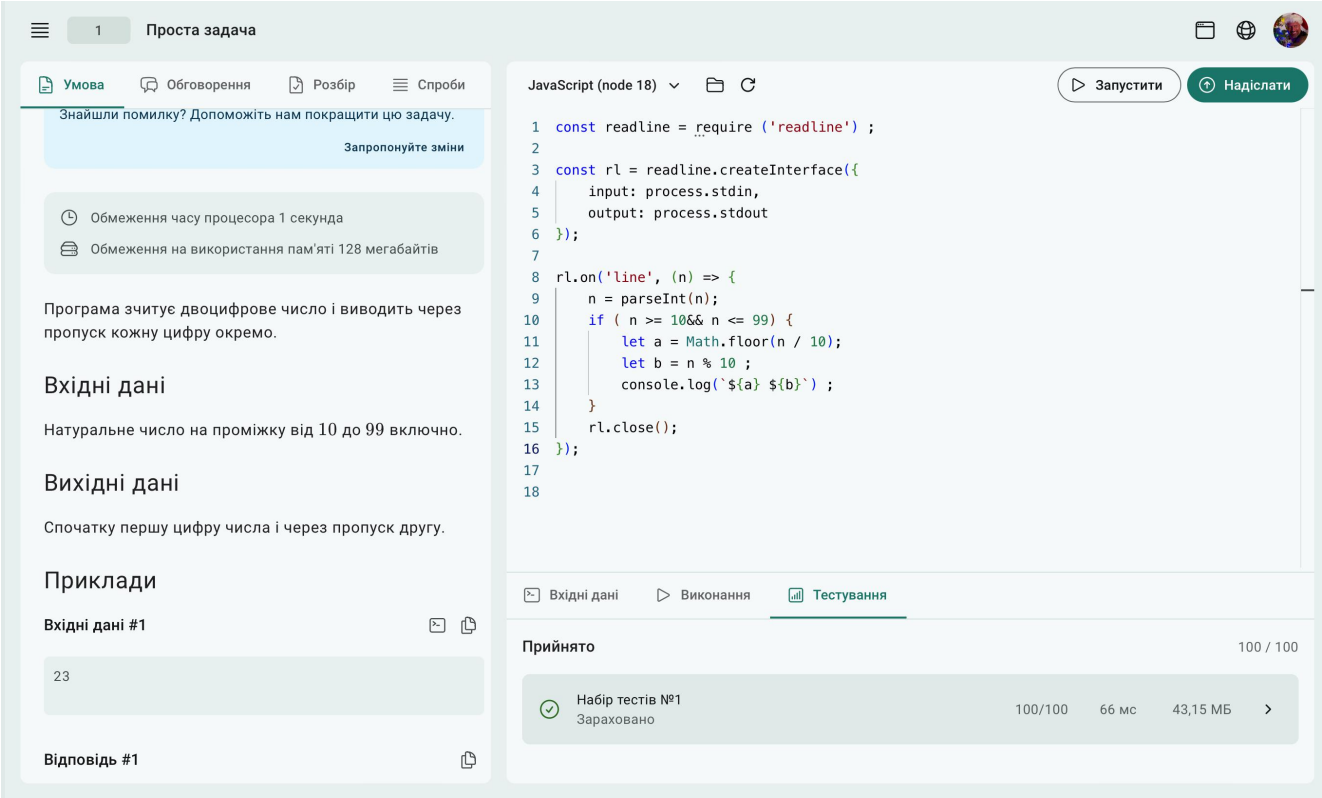 1
Проста задача
Умова
Обговорення
Розбір
Спроби
Знайшли помилку? Допоможіть нам покращити цю задачу.
Запропонуйте зміни
Обмеження часу процесора 1 секунда
Обмеження на використання пам'яті 128 мегабайтів
Програма зчитує двоцифрове число і виводить через
пропуск кожну цифру окремо.
Вхідні дані
Натуральне число на проміжку від 10 до 99 включно.
Вихідні дані
Спочатку першу цифру числа і через пропуск другу.
Приклади
Вхідні дані #1
23
Відповідь #1
JavaScript (node 18)
Запустити
Надіслати
1 const readline = require ('readline') ;
2
3 const rl = readline.createInterface({
4     input: process.stdin,
5     output: process.stdout
6 });
7
8 rl.on('line', (n) => {
9     n = parseInt(n);
10     if ( n >= 10&& n <= 99) {
11         let a = Math.floor(n / 10);
12         let b = n % 10 ;
13         console.log(`${a} ${b}`) ;
14     }
15     rl.close();
16 });
17
18
Вхідні дані
Виконання
Тестування
Прийнято
100 / 100
Набір тестів №1
Зараховано
100/100
66 мс
43,15 МБ